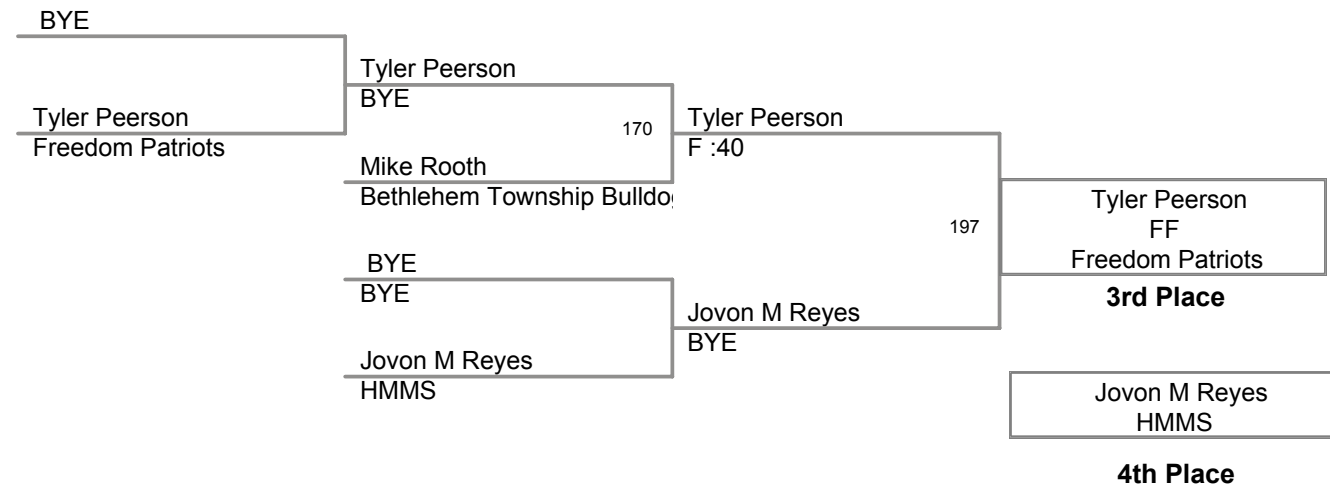 BYE
Tyler Peerson
Freedom Patriots
Tyler Peerson
BYE
170
Mike Rooth
Bethlehem Township Bulldo
BYE
BYE
Jovon M Reyes
HMMS
Tyler Peerson
F :40
197
Jovon M Reyes
BYE
Tyler Peerson
FF
Freedom Patriots
3rd Place
Jovon M Reyes
HMMS
4th Place